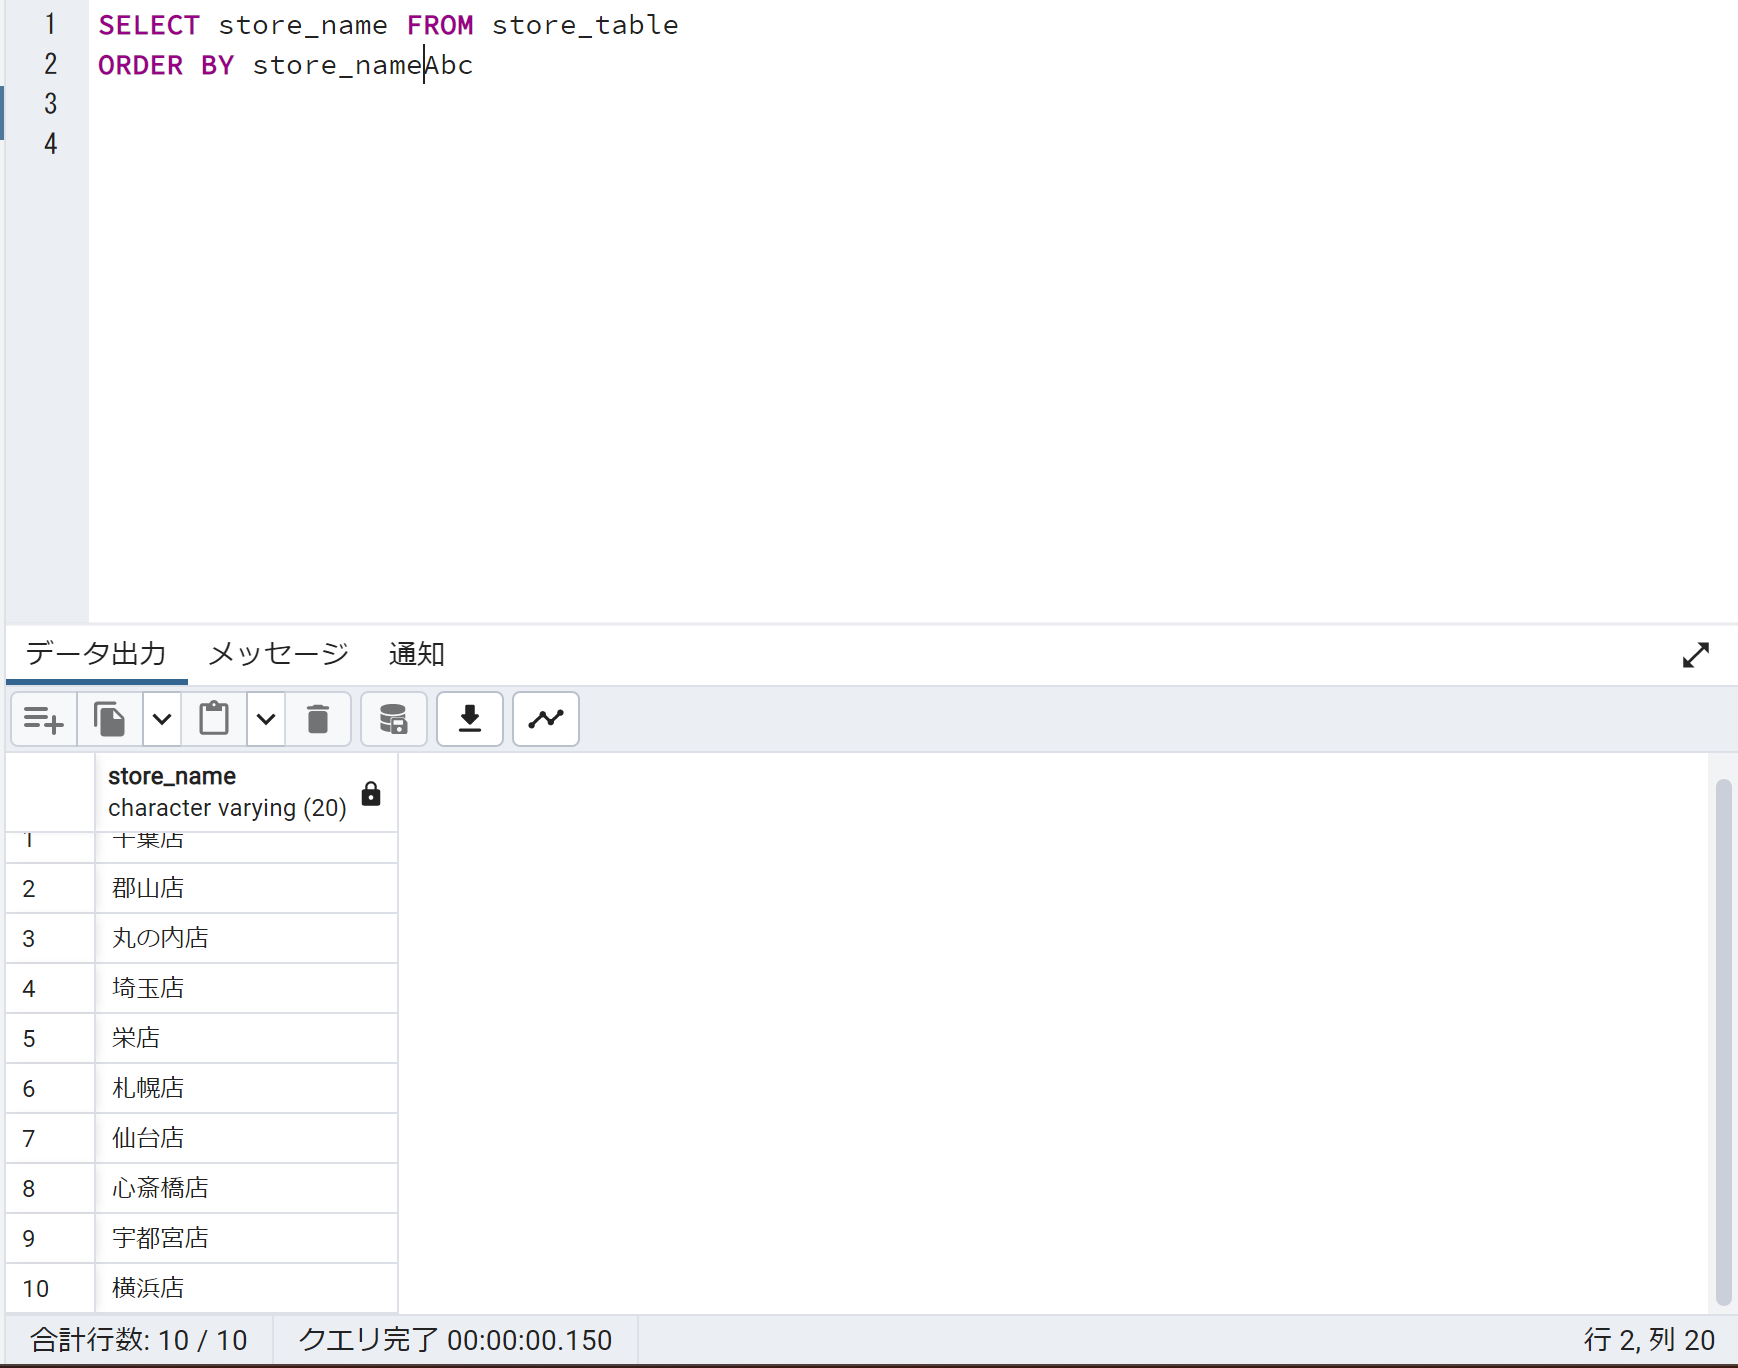 1 SELECT store_name FROM store_table
2 ORDER BY store_nameAbc
3
4
データ出力 メッセージ 通知
store_name
character varying (20)
1 千葉店
2 郡山店
3 丸の内店
4 埼玉店
5 栄店
6 札幌店
7 仙台店
8 心斎橋店
9 宇都宮店
10 横浜店
合計行数: 10 / 10 クエリ完了 00:00:00.150 行 2, 列 20